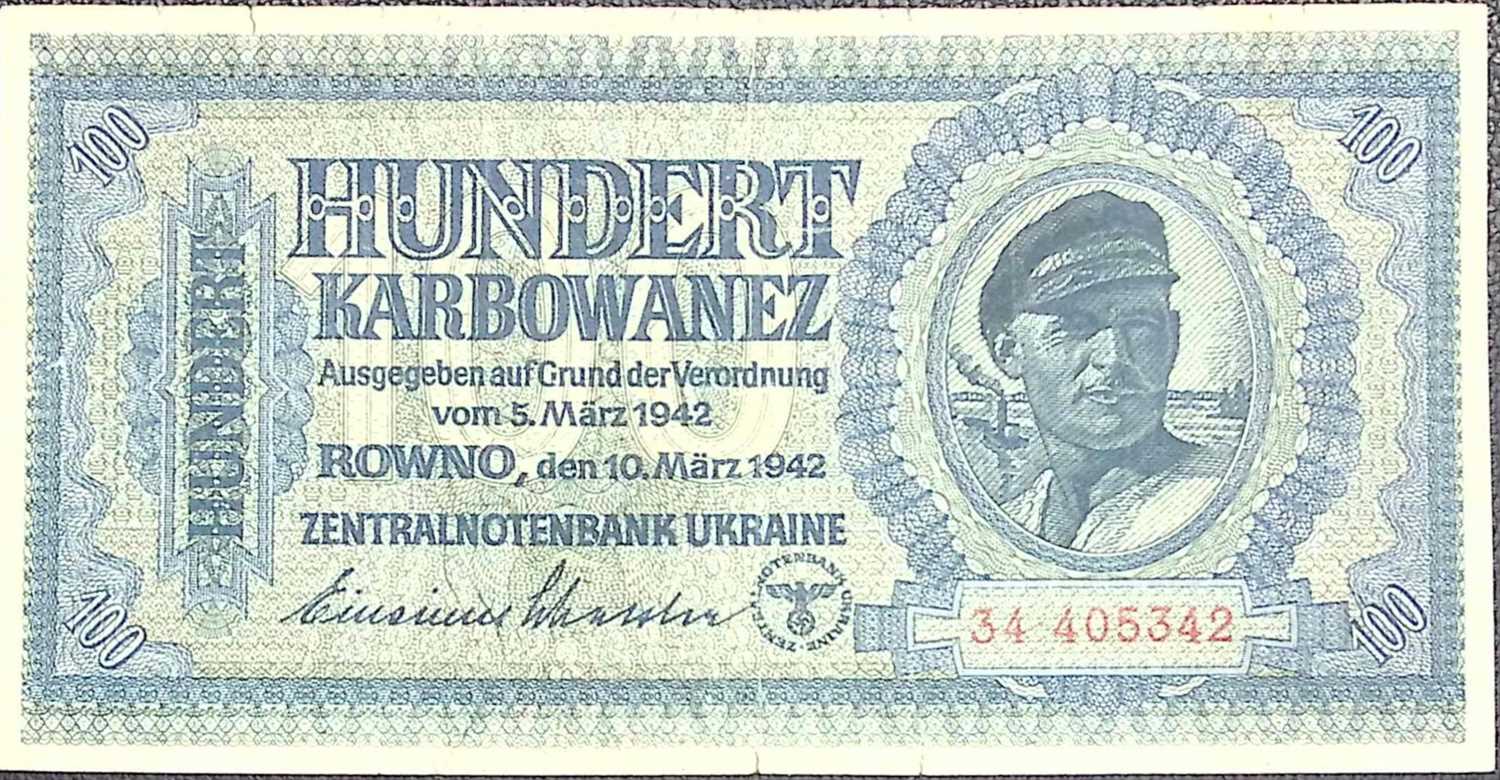 100
100
HUNDERT
HUNDERT
KARBOWANEZ
Ausgegeben auf Grund der Verordnung
vom 5. März 1942
ROWNO, den 10. März 1942
ZENTRALNOTENBANK UKRAINE
ZENTRALNOTENBANK UKRAINE
34·405342
100
100